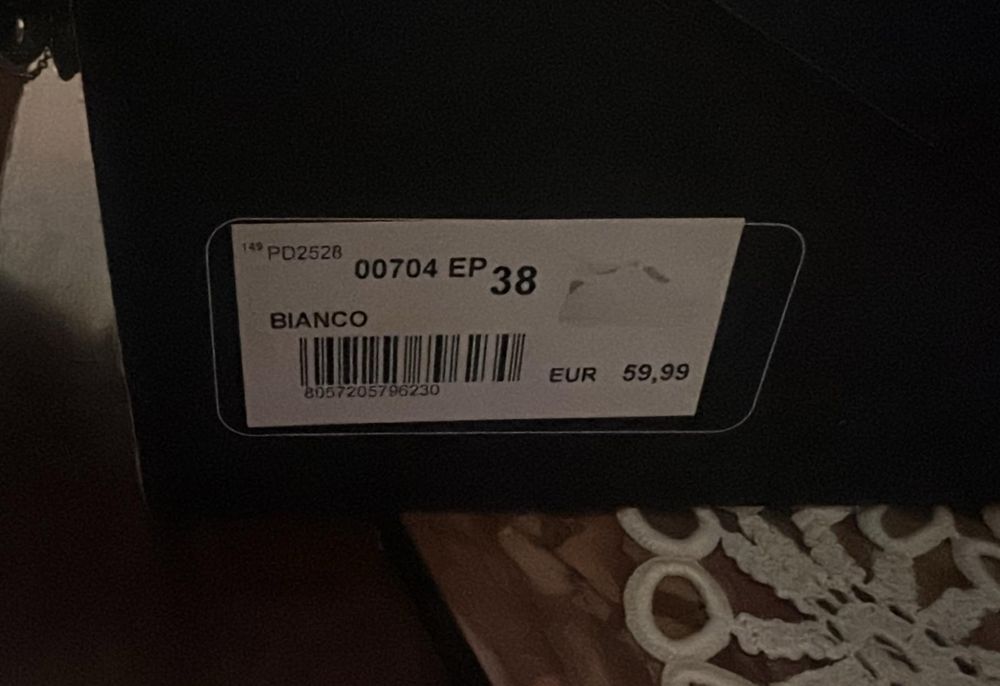 149 PD2528 00704 EP 38
BIANCO
8057205796230
EUR 59,99